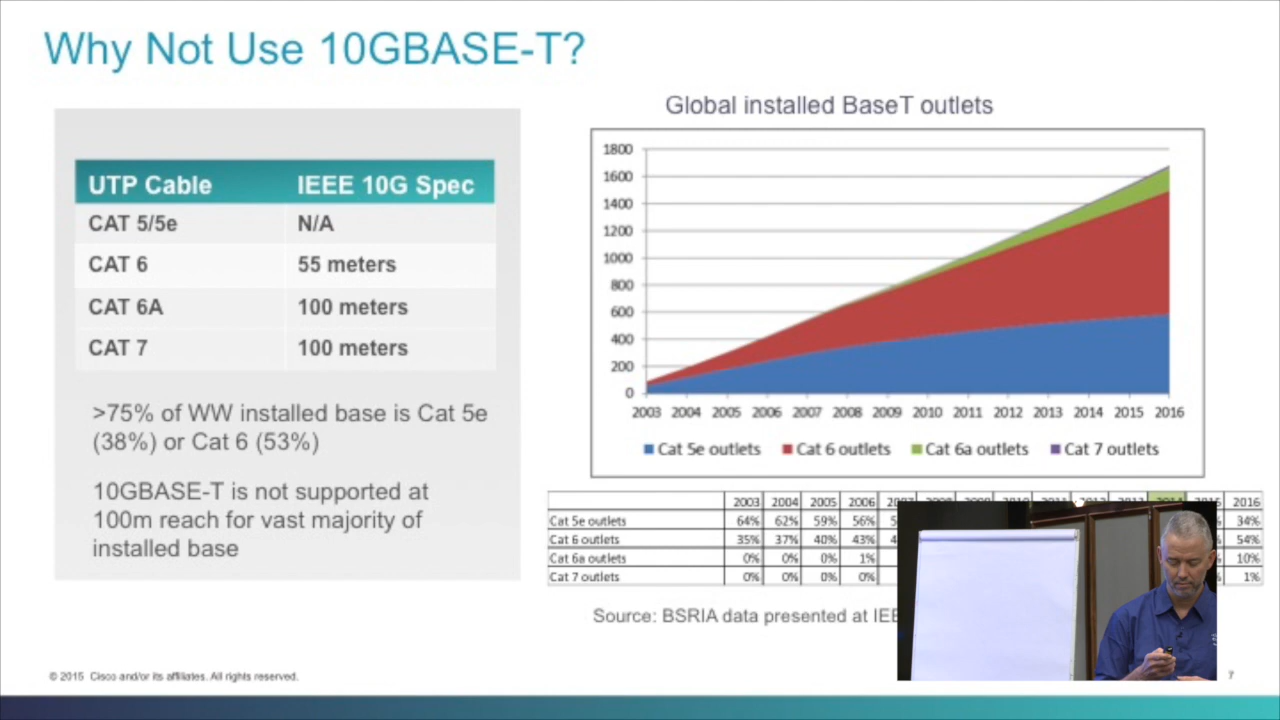 Why Not Use 10GBASE-T?
UTP Cable IEEE 10G Spec
CAT 5/5e N/A
CAT 6 55 meters
CAT 6A 100 meters
CAT 7 100 meters
>75% of WW installed base is Cat 5e
(38%) or Cat 6 (53%)
10GBASE-T is not supported at
100m reach for vast majority of
installed base
Global installed BaseT outlets
1800
1600
1400
1200
1000
800
600
400
200
0
2003 2004 2005 2006 2007 2008 2009 2010 2011 2012 2013 2014 2015 2016
Cat 5e outlets Cat 6 outlets Cat 6a outlets Cat 7 outlets
2003 2004 2005 2006 2016
Cat 5e outlets 64% 62% 59% 56% 34%
Cat 6 outlets 35% 37% 40% 43% 54%
Cat 6a outlets 0% 0% 0% 1% 10%
Cat 7 outlets 0% 0% 0% 0% 1%
Source: BSRIA data presented at
© 2015 Cisco and/or its affiliates. All rights reserved.
7